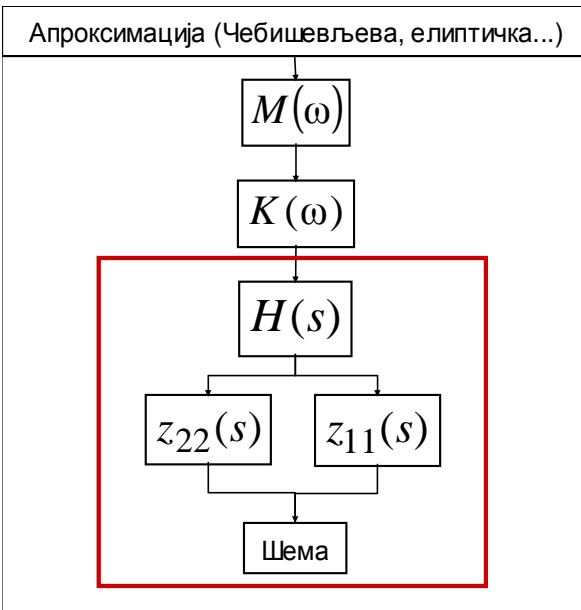 Апроксимација (Чебишевљева, елиптичка...)
M(ω)
K(ω)
H(s)
z₂₂(s) z₁₁(s)
Шема